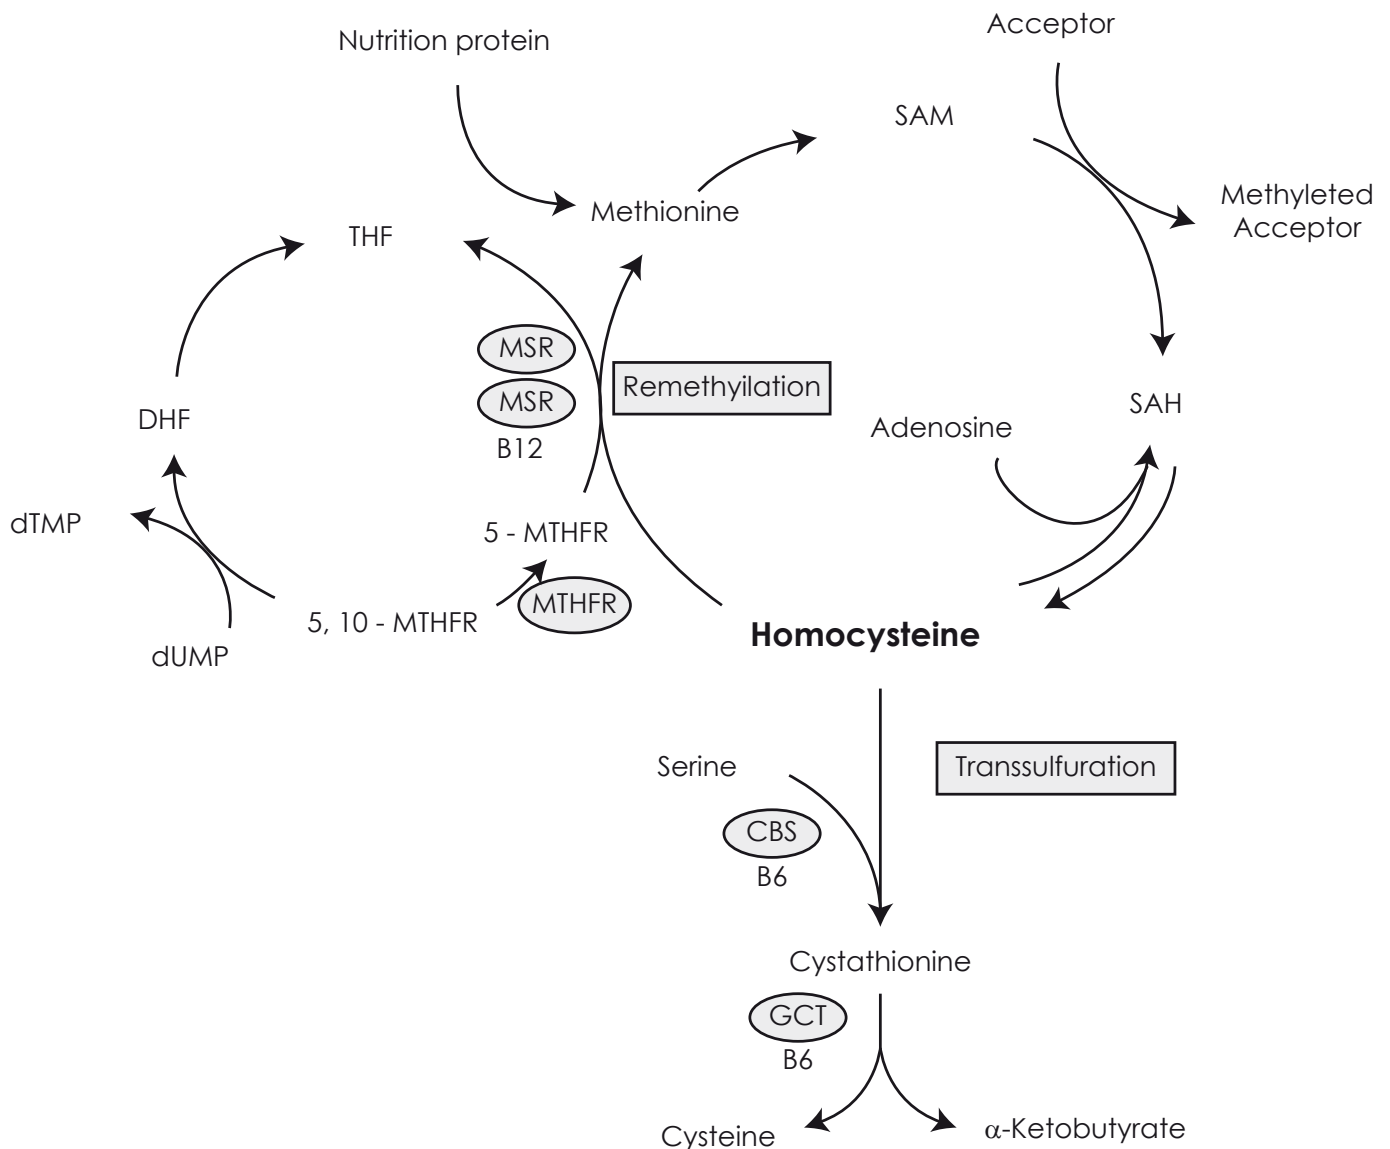 Nutrition protein
Acceptor
SAM
Methionine
Methyleted
Acceptor
THF
MSR
MSR
B12
Remethyilation
DHF
Adenosine
SAH
dTMP
5 - MTHFR
MTHFR
5, 10 - MTHFR
dUMP
Homocysteine
Serine
Transsulfuration
CBS
B6
Cystathionine
GCT
B6
Cysteine
α-Ketobutyrate